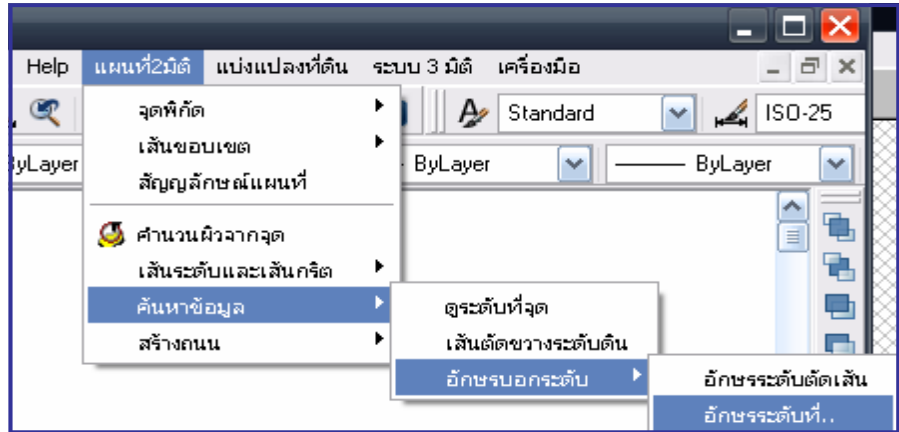 Help แผนที่2มิติ แบ่งแปลงที่ดิน ระบบ 3 มิติ เครื่องมือ
Standard ISO-25
ByLayer ByLayer ByLayer
จุดพิกัด
เส้นขอบเขต
สัญญลักษณ์แผนที่
คำนวนผิวจากจุด
เส้นระดับและเส้นกริต
ค้นหาข้อมูล
สร้างถนน
ดูระดับที่จุด
เส้นตัดขวางระดับดิน
อักษรบอกระดับ
อักษรระดับตัดเส้น
อักษรระดับที่..